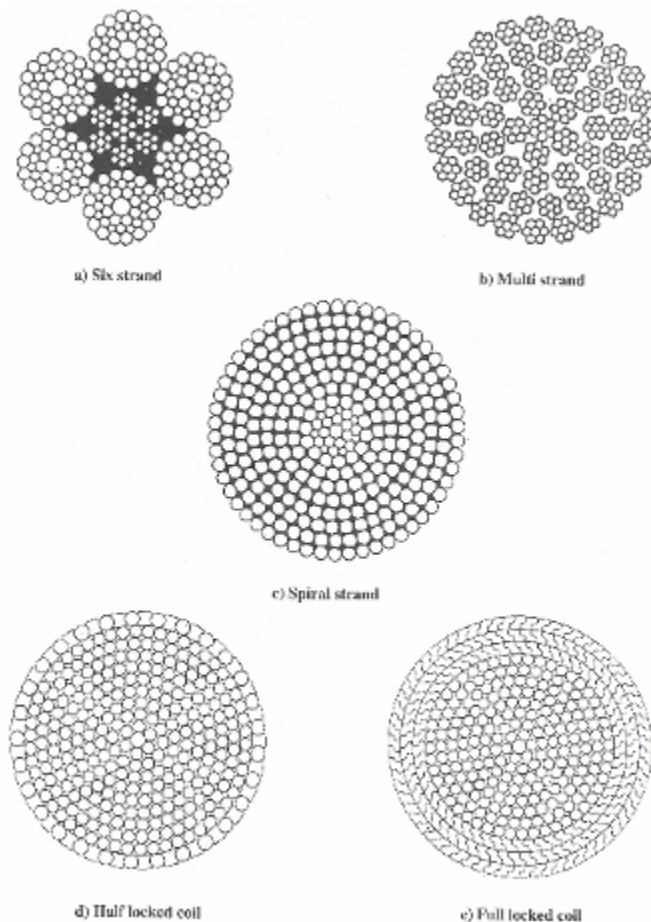 a) Six strand
b) Multi strand
c) Spiral strand
d) Half locked coil
e) Full locked coil